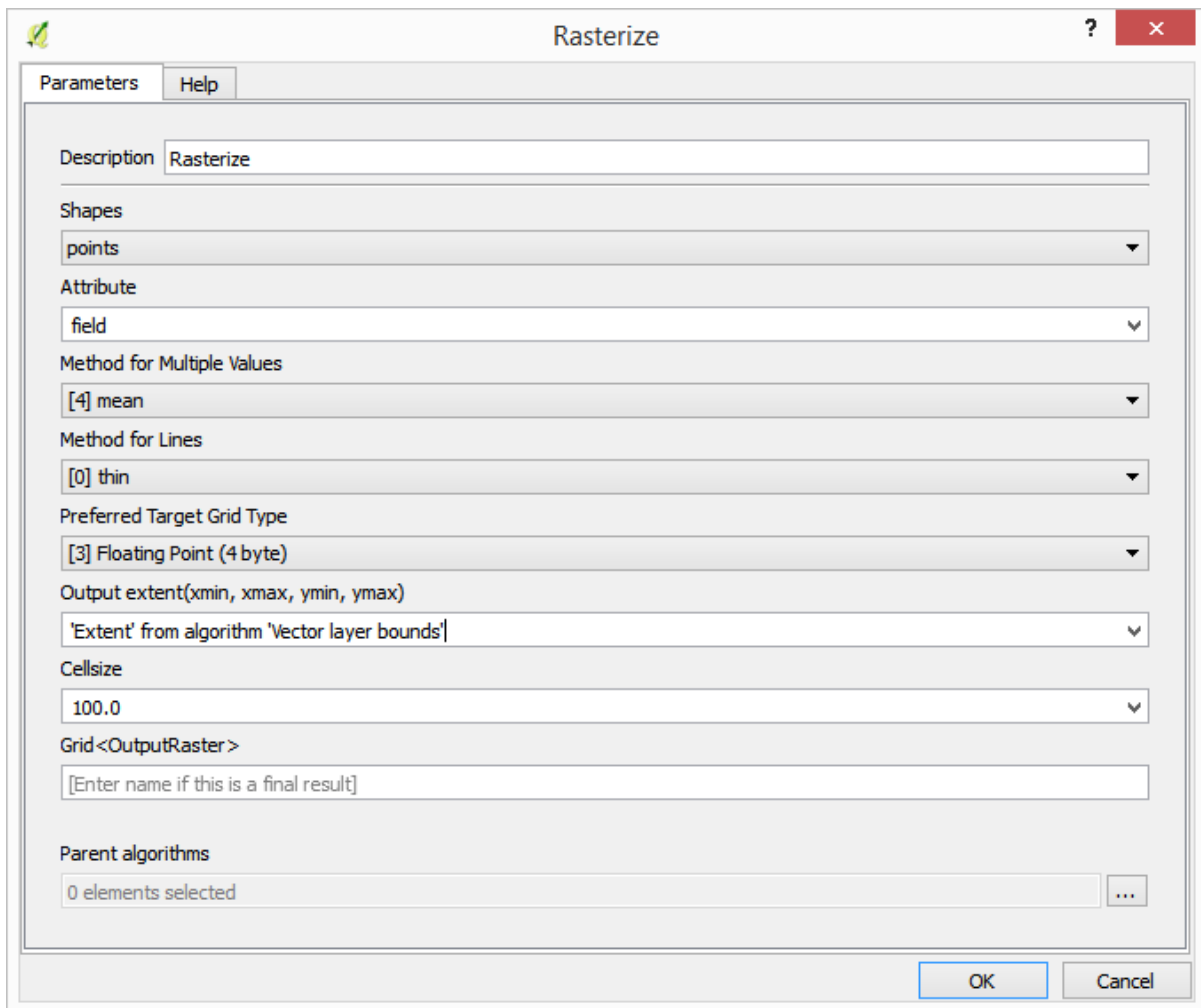 Rasterize
?
Parameters
Help
Description
Rasterize
Shapes
points
Attribute
field
Method for Multiple Values
[4] mean
Method for Lines
[0] thin
Preferred Target Grid Type
[3] Floating Point (4 byte)
Output extent(xmin, xmax, ymin, ymax)
'Extent' from algorithm 'Vector layer bounds'
Cellsize
100.0
Grid<OutputRaster>
[Enter name if this is a final result]
Parent algorithms
0 elements selected
...
OK
Cancel